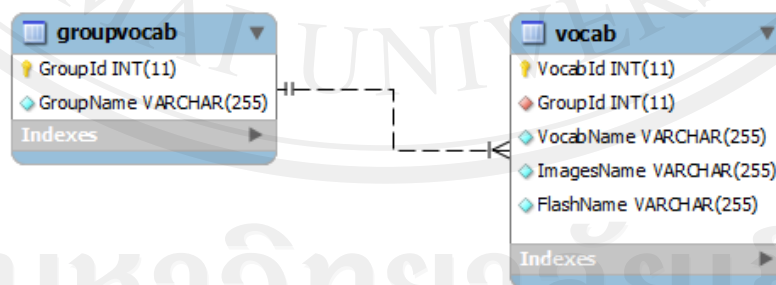 groupvocab
GroupId INT(11)
GroupName VARCHAR(255)
Indexes
vocab
VocabId INT(11)
GroupId INT(11)
VocabName VARCHAR(255)
ImagesName VARCHAR(255)
FlashName VARCHAR(255)
Indexes